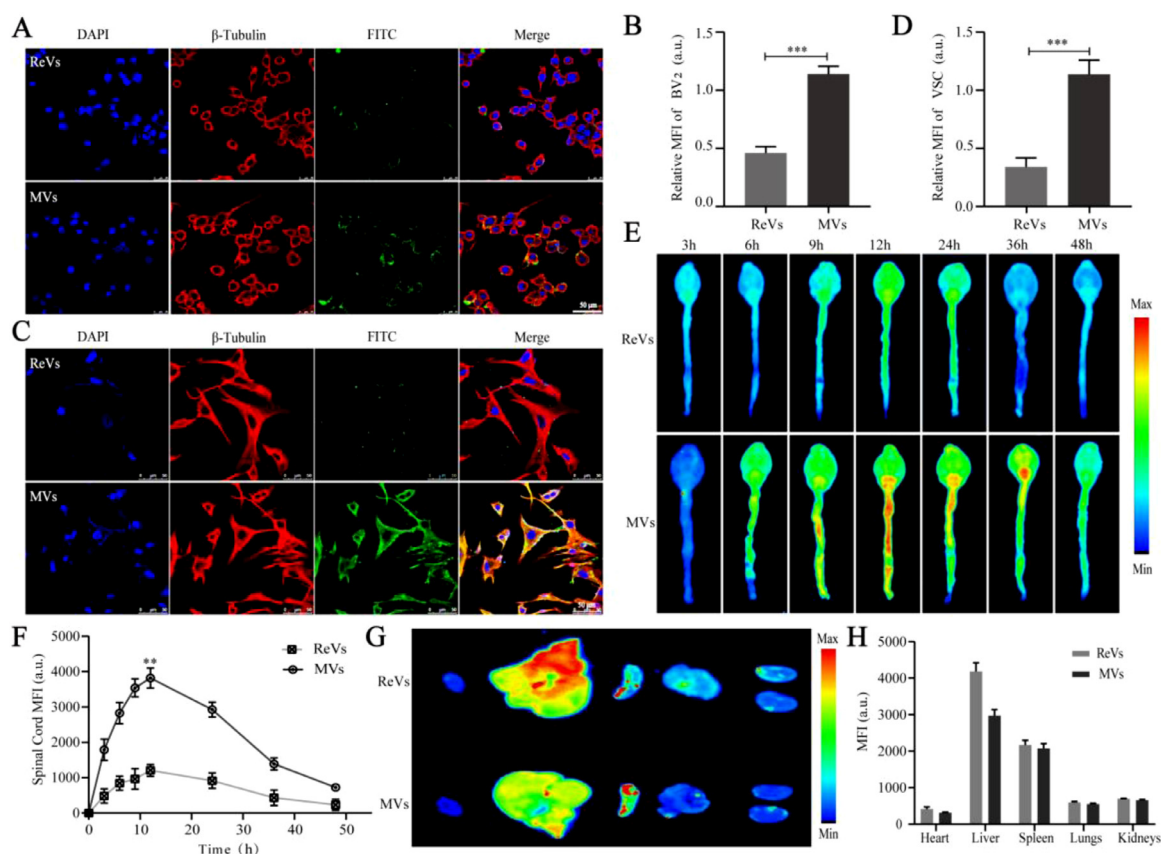 A
DAPI β-Tubulin FITC Merge
ReVs
MVs
50 μm
B
Relative MFI of BV2 (a.u.)
1.5
1.0
0.5
0.0
***
ReVs MVs
D
Relative MFI of VSC (a.u.)
1.5
1.0
0.5
0.0
***
ReVs MVs
C
DAPI β-Tubulin FITC Merge
ReVs
MVs
50 μm
E
3h 6h 9h 12h 24h 36h 48h
ReVs
MVs
Max
Min
F
Spinal Cord MFI (a.u.)
5000
4000
3000
2000
1000
0
**
ReVs
MVs
0 10 20 30 40 50
Time (h)
G
ReVs
MVs
Max
Min
H
MFI (a.u.)
5000
4000
3000
2000
1000
0
ReVs
MVs
Heart Liver Spleen Lungs Kidneys